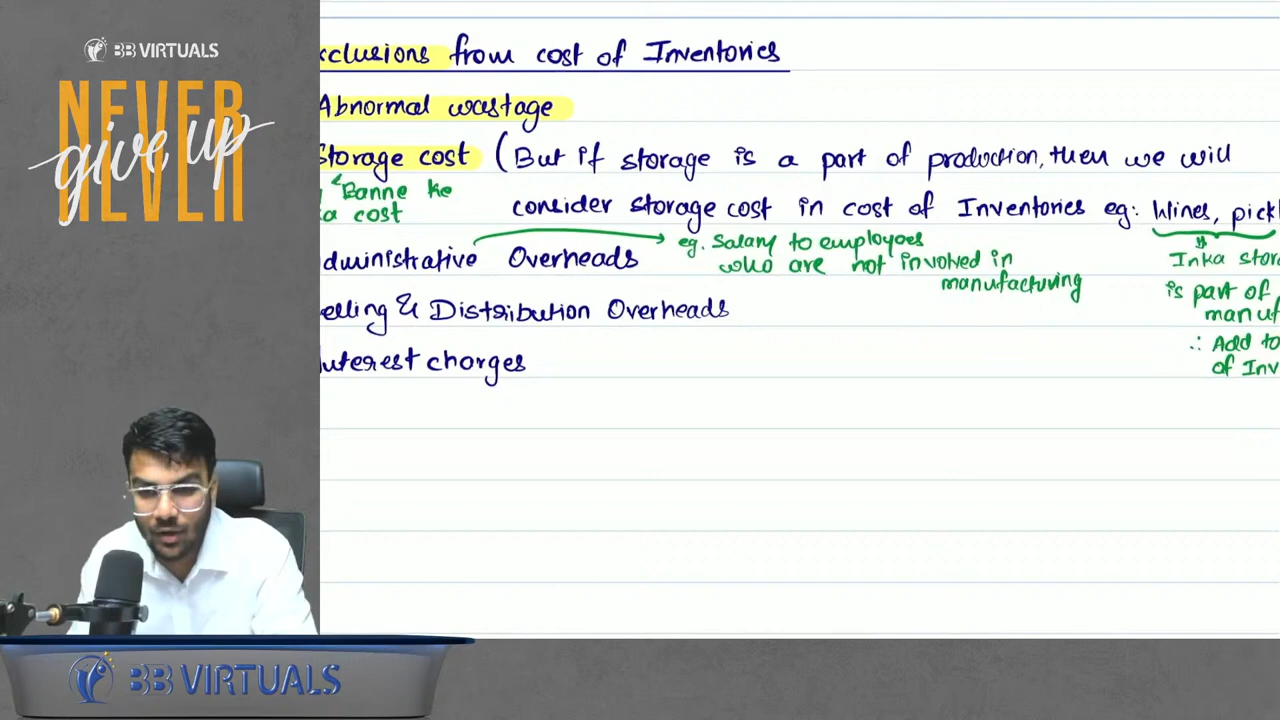 BB VIRTUALS
NEVER
give up
NEVER
xclusions from cost of Inventories
Abnormal wastage
Storage cost (But if storage is a part of production, then we will
consider storage cost in cost of Inventories eg: Wines, pickl
Banne ke
a cost
dministrative Overheads
eg. Salary to employees
who are not involved in
manufacturing
Inka stora
is part of
manuf
∴ Add to
of Inv
elling & Distribution Overheads
Interest charges
BB VIRTUALS